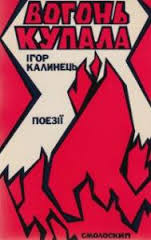 ВОГОНЬ
КУПАЛА
ІГОР
КАЛИНЕЦЬ
ПОЕЗІЇ
СМОЛОСКИП